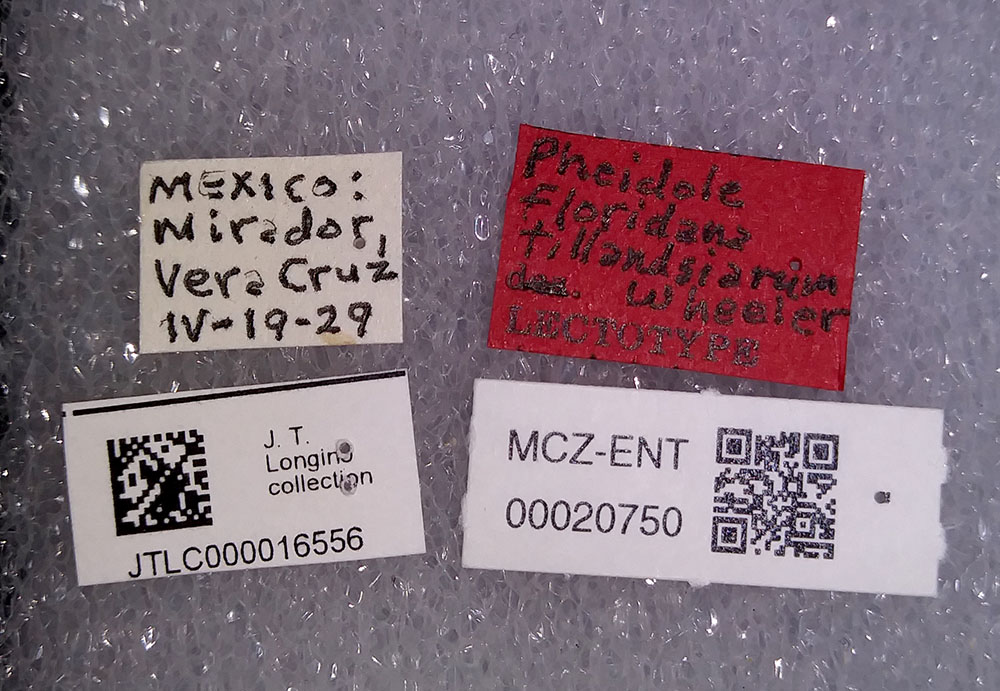 MEXICO:
Mirador,
Vera Cruz
IV-19-29
Pheidole
Floridana
tillandsiarum
Wheeler
LECTOTYPE
J. T.
Longino
collection
JTLC000016556
MCZ-ENT
00020750